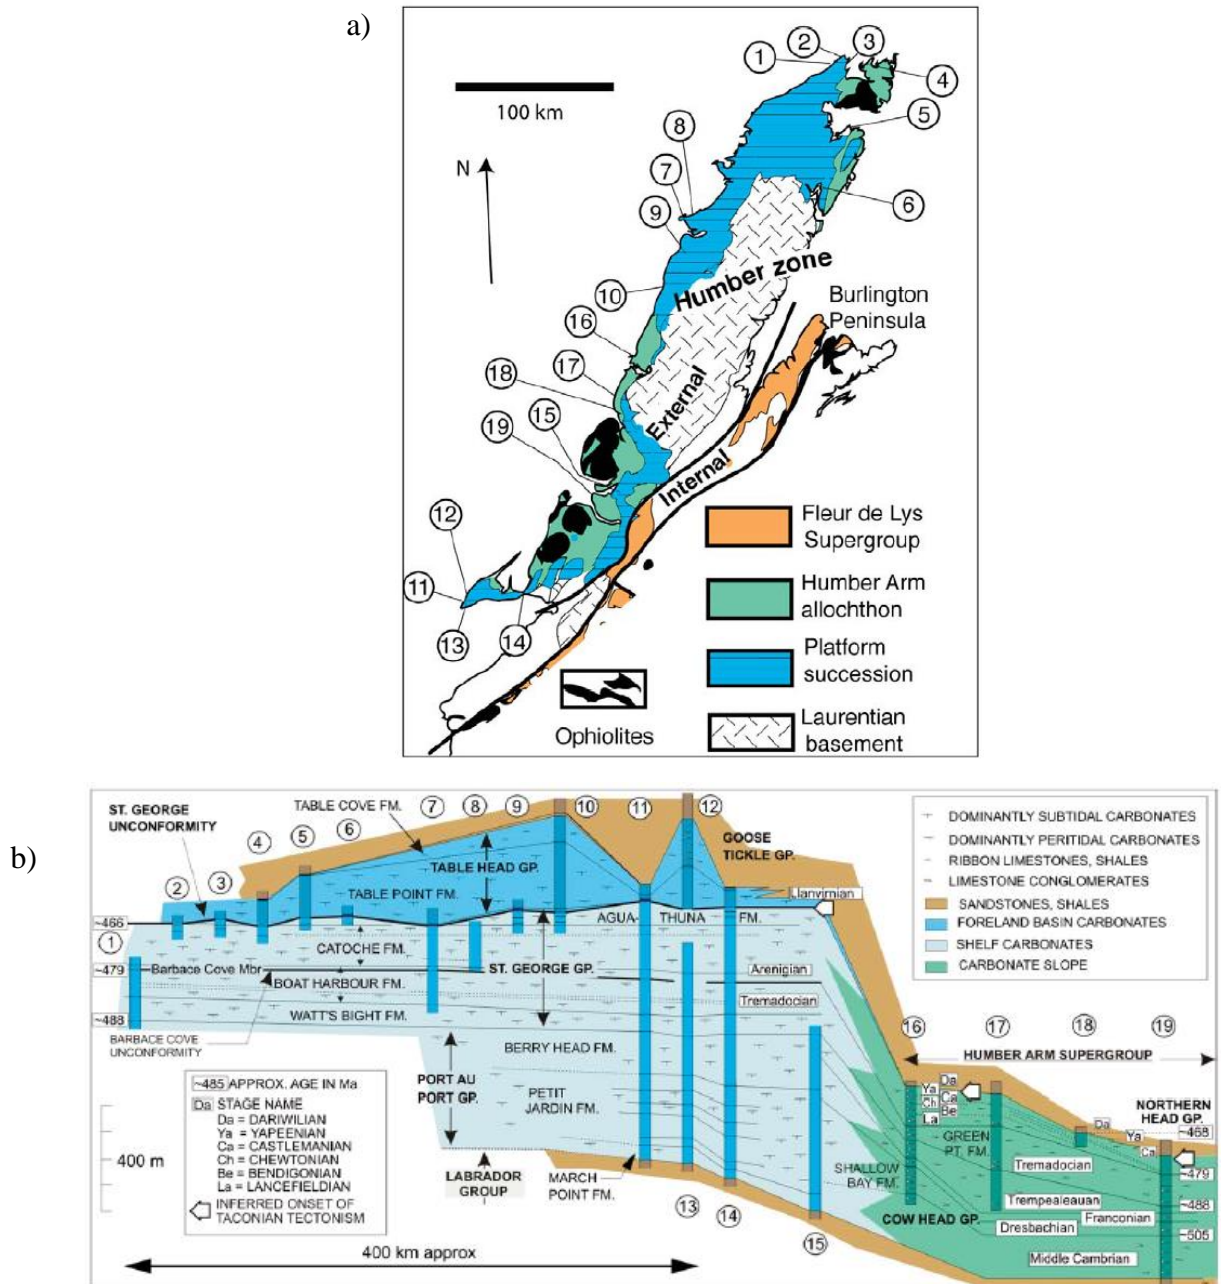 a)
100 km
N
1
2
3
4
5
6
7
8
9
10
16
17
18
15
19
12
11
13
14
Humber zone
External
Internal
Burlington
Peninsula
Fleur de Lys
Supergroup
Humber Arm
allochthon
Platform
succession
Laurentian
basement
Ophiolites
b)
ST. GEORGE
UNCONFORMITY
TABLE COVE FM.
1
2
3
4
5
6
7
8
9
10
11
12
TABLE HEAD GP.
TABLE POINT FM.
GOOSE
TICKLE GP.
Llanvirnian
~466
~479
~488
AGUA-THUNA FM.
CATOCHE FM.
Barbace Cove Mbr
ST. GEORGE GP.
BOAT HARBOUR FM.
WATT'S BIGHT FM.
Arenigian
Tremadocian
BARBACE COVE
UNCONFORMITY
BERRY HEAD FM.
PORT AU
PORT GP.
PETIT
JARDIN FM.
LABRADOR
GROUP
MARCH
POINT FM.
13
14
15
DOMINANTLY SUBTIDAL CARBONATES
DOMINANTLY PERITIDAL CARBONATES
RIBBON LIMESTONES, SHALES
LIMESTONE CONGLOMERATES
SANDSTONES, SHALES
FORELAND BASIN CARBONATES
SHELF CARBONATES
CARBONATE SLOPE
16
17
18
19
HUMBER ARM SUPERGROUP
Ya
Da
Ch
Ca
Be
La
GREEN
PT. FM.
SHALLOW
BAY FM.
COW HEAD GP.
Da
Ya
Ca
NORTHERN
HEAD GP.
~468
~479
~488
~505
Tremadocian
Trempealeauan
Franconian
Dresbachian
Middle Cambrian
~485 APPROX. AGE IN Ma
Da STAGE NAME
Da = DARIWILIAN
Ya = YAPEENIAN
Ca = CASTLEMANIAN
Ch = CHEWTONIAN
Be = BENDIGONIAN
La = LANCEFIELDIAN
INFERRED ONSET OF
TACONIAN TECTONISM
400 m
400 km approx